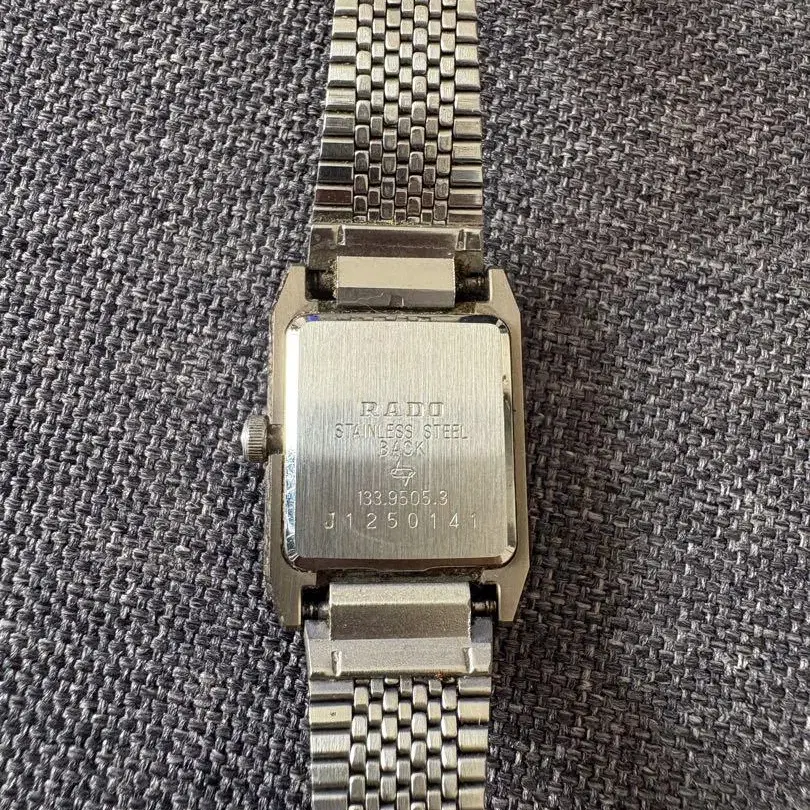 RADO
STAINLESS STEEL
BACK
133.9505.3
J1250141